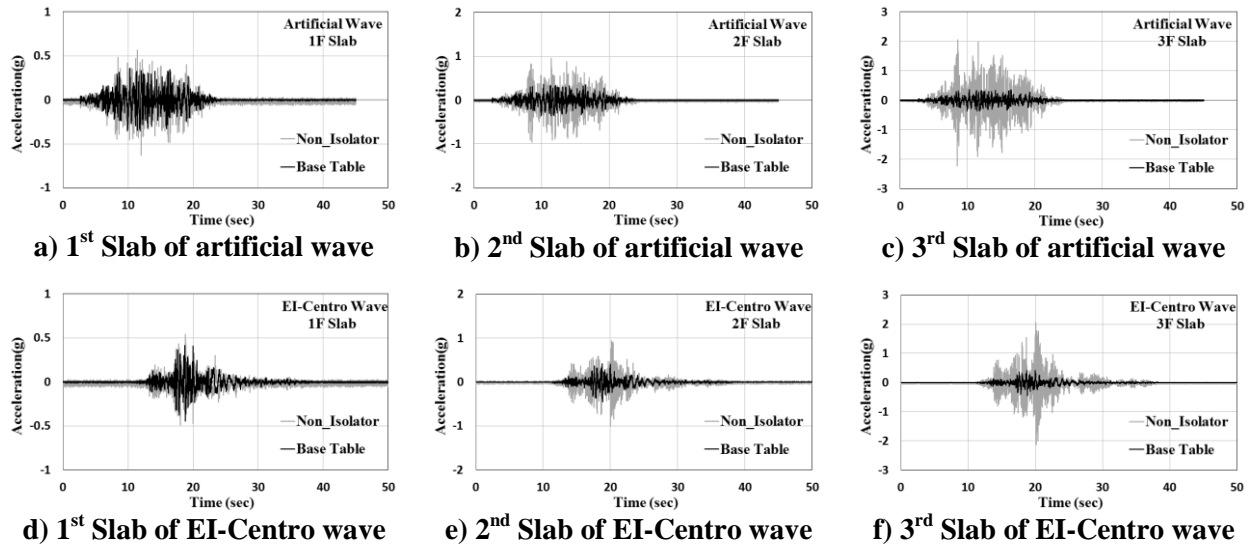 1
0.5
0
-0.5
-1
Acceleration(g)
Artificial Wave
1F Slab
Non_Isolator
Base Table
0 10 20 30 40 50
Time (sec)
a) 1st Slab of artificial wave
2
1
0
-1
-2
Acceleration(g)
Artificial Wave
2F Slab
Non_Isolator
Base Table
0 10 20 30 40 50
Time (sec)
b) 2nd Slab of artificial wave
3
2
1
0
-1
-2
-3
Acceleration(g)
Artificial Wave
3F Slab
Non_Isolator
Base Table
0 10 20 30 40 50
Time (sec)
c) 3rd Slab of artificial wave
1
0.5
0
-0.5
-1
Acceleration(g)
EI-Centro Wave
1F Slab
Non_Isolator
Base Table
0 10 20 30 40 50
Time (sec)
d) 1st Slab of EI-Centro wave
2
1
0
-1
-2
Acceleration(g)
EI-Centro Wave
2F Slab
Non_Isolator
Base Table
0 10 20 30 40 50
Time (sec)
e) 2nd Slab of EI-Centro wave
3
2
1
0
-1
-2
-3
Acceleration(g)
EI-Centro Wave
3F Slab
Non_Isolator
Base Table
0 10 20 30 40 50
Time (sec)
f) 3rd Slab of EI-Centro wave